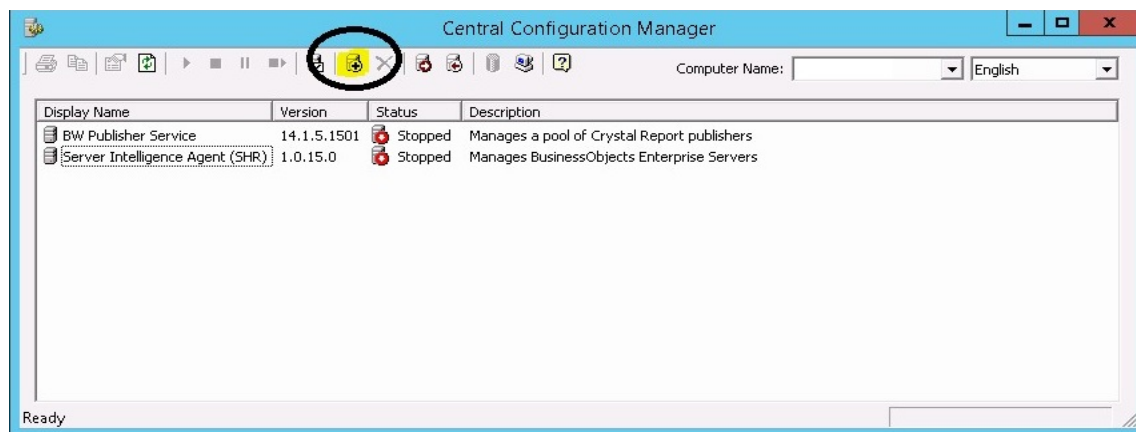 Central Configuration Manager
Computer Name: English
Display Name Version Status Description
BW Publisher Service 14.1.5.1501 Stopped Manages a pool of Crystal Report publishers
Server Intelligence Agent (SHR) 1.0.15.0 Stopped Manages BusinessObjects Enterprise Servers
Ready